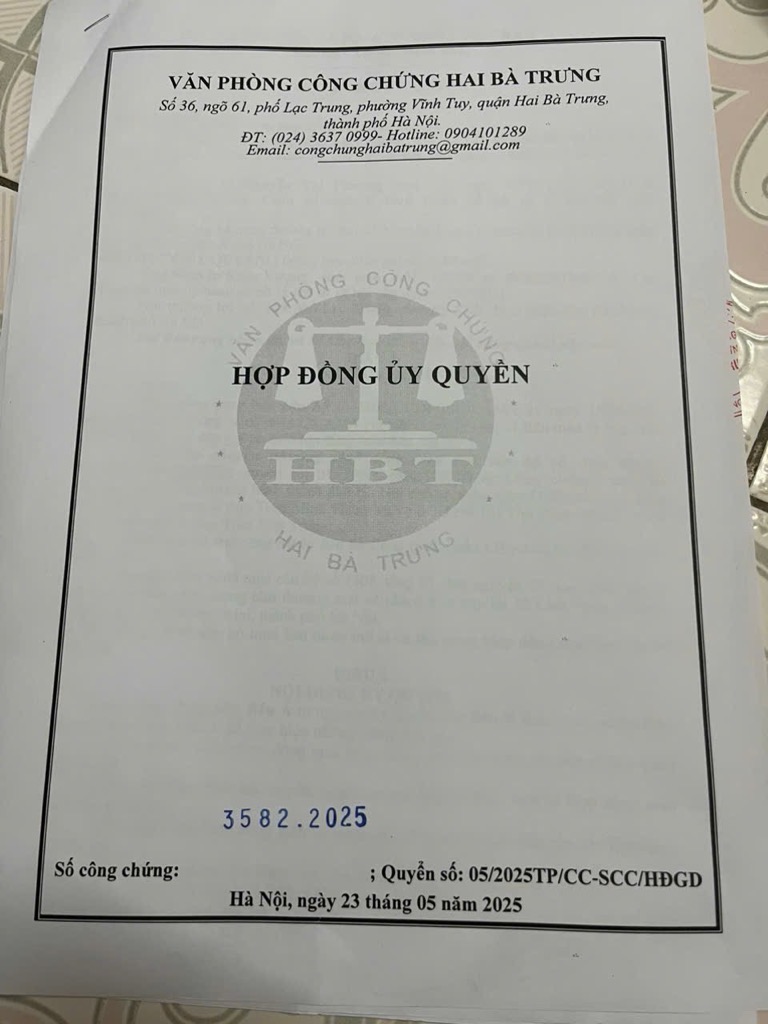 VĂN PHÒNG CÔNG CHỨNG HAI BÀ TRƯNG
Số 36, ngõ 61, phố Lạc Trung, phường Vĩnh Tuy, quận Hai Bà Trưng,
thành phố Hà Nội.
ĐT: (024) 3637 0999- Hotline: 0904101289
Email: congchunghaibatrung@gmail.com
VĂN PHÒNG CÔNG CHỨNG
HỢP ĐỒNG ỦY QUYỀN
HBT
HAI BÀ TRƯNG
3582.2025
Số công chứng: ; Quyển số: 05/2025TP/CC-SCC/HĐGD
Hà Nội, ngày 23 tháng 05 năm 2025